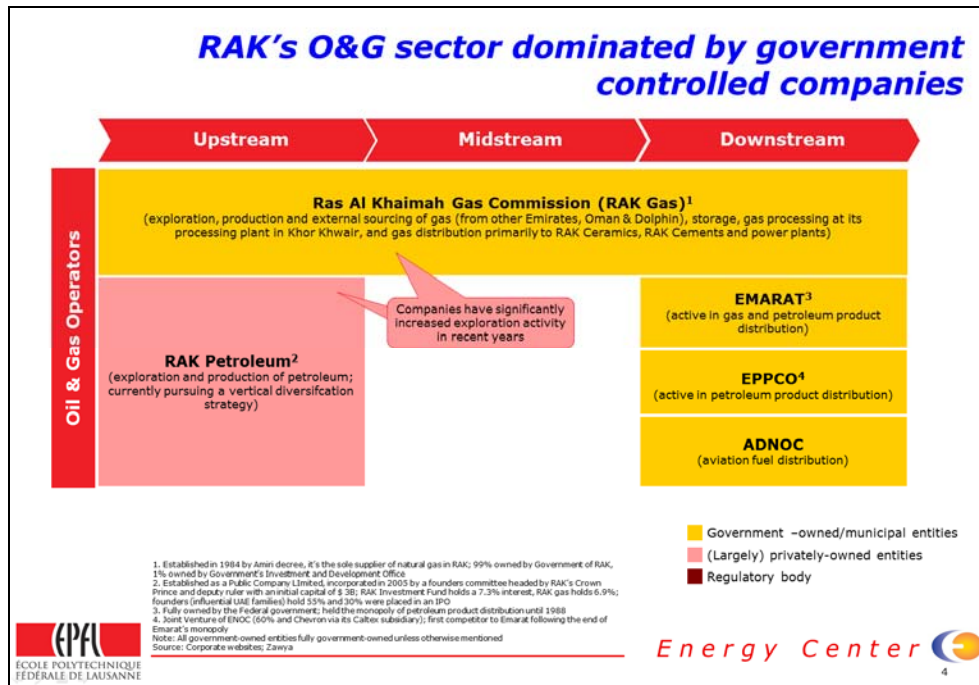 RAK's O&G sector dominated by government
controlled companies
Upstream
Midstream
Downstream
Oil & Gas Operators
Ras Al Khaimah Gas Commission (RAK Gas)1
(exploration, production and external sourcing of gas (from other Emirates, Oman & Dolphin), storage, gas processing at its
processing plant in Khor Khwair, and gas distribution primarily to RAK Ceramics, RAK Cements and power plants)
Companies have significantly
increased exploration activity
in recent years
RAK Petroleum2
(exploration and production of petroleum;
currently pursuing a vertical diversifcation
strategy)
EMARAT3
(active in gas and petroleum product
distribution)
EPPCO4
(active in petroleum product distribution)
ADNOC
(aviation fuel distribution)
Government –owned/municipal entities
(Largely) privately-owned entities
Regulatory body
1. Established in 1984 by Amiri decree, it's the sole supplier of natural gas in RAK; 99% owned by Government of RAK,
1% owned by Government's Investment and Development Office
2. Established as a Public Company LImited, incorporated in 2005 by a founders committee headed by RAK's Crown
Prince and deputy ruler with an initial capital of $ 3B; RAK Investment Fund holds a 7.3% interest, RAK gas holds 6.9%;
founders (influential UAE families) hold 55% and 30% were placed in an IPO
3. Fully owned by the Federal government; held the monopoly of petroleum product distribution until 1988
4. Joint Venture of ENOC (60% and Chevron via its Caltex subsidiary); first competitor to Emarat following the end of
Emarat's monopoly
Note: All government-owned entities fully government-owned unless otherwise mentioned
Source: Corporate websites; Zawya
EPFL
ÉCOLE POLYTECHNIQUE
FÉDÉRALE DE LAUSANNE
Energy Center
4